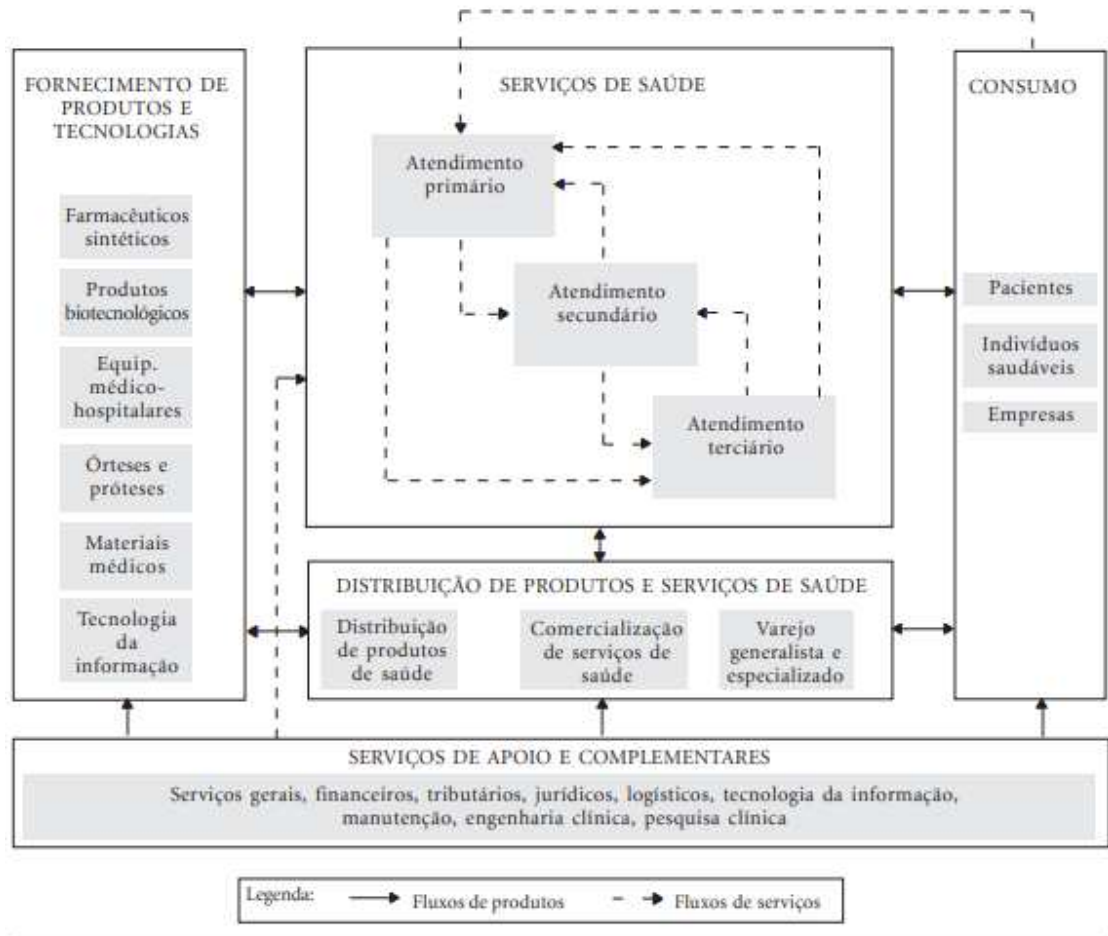 FORNECIMENTO DE
PRODUTOS E
TECNOLOGIAS
Farmacêuticos
sintéticos
Produtos
biotecnológicos
Equip.
médico-
hospitalares
Órteses e
próteses
Materiais
médicos
Tecnologia
da
informação
SERVIÇOS DE SAÚDE
Atendimento
primário
Atendimento
secundário
Atendimento
terciário
DISTRIBUIÇÃO DE PRODUTOS E SERVIÇOS DE SAÚDE
Distribuição
de produtos
de saúde
Comercialização
de serviços de
saúde
Varejo
generalista e
especializado
CONSUMO
Pacientes
Indivíduos
saudáveis
Empresas
SERVIÇOS DE APOIO E COMPLEMENTARES
Serviços gerais, financeiros, tributários, jurídicos, logísticos, tecnologia da informação,
manutenção, engenharia clínica, pesquisa clínica
Legenda: Fluxos de produtos Fluxos de serviços